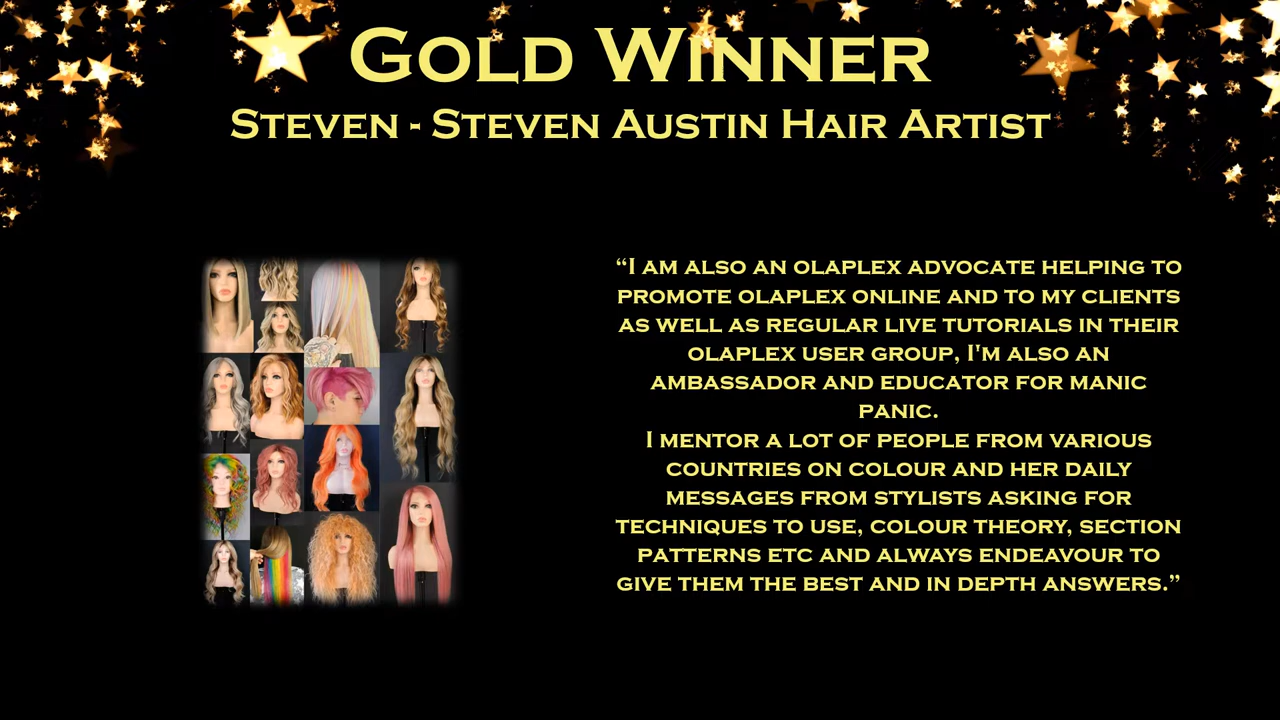 GOLD WINNER
STEVEN - STEVEN AUSTIN HAIR ARTIST
“I AM ALSO AN OLAPLEX ADVOCATE HELPING TO
PROMOTE OLAPLEX ONLINE AND TO MY CLIENTS
AS WELL AS REGULAR LIVE TUTORIALS IN THEIR
OLAPLEX USER GROUP, I'M ALSO AN
AMBASSADOR AND EDUCATOR FOR MANIC
PANIC.
I MENTOR A LOT OF PEOPLE FROM VARIOUS
COUNTRIES ON COLOUR AND HER DAILY
MESSAGES FROM STYLISTS ASKING FOR
TECHNIQUES TO USE, COLOUR THEORY, SECTION
PATTERNS ETC AND ALWAYS ENDEAVOUR TO
GIVE THEM THE BEST AND IN DEPTH ANSWERS.”